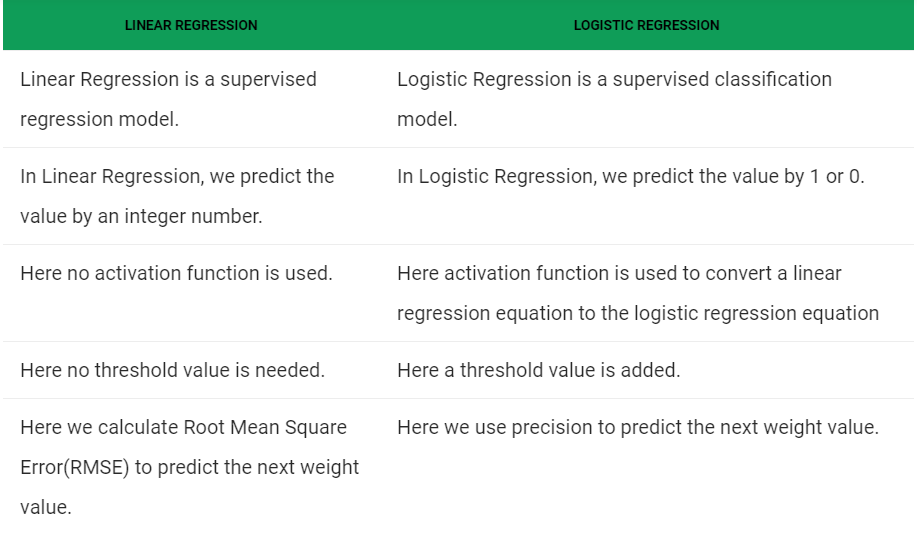 LINEAR REGRESSION
LOGISTIC REGRESSION
Linear Regression is a supervised
regression model.
Logistic Regression is a supervised classification
model.
In Linear Regression, we predict the
value by an integer number.
In Logistic Regression, we predict the value by 1 or 0.
Here no activation function is used.
Here activation function is used to convert a linear
regression equation to the logistic regression equation
Here no threshold value is needed.
Here a threshold value is added.
Here we calculate Root Mean Square
Error(RMSE) to predict the next weight
value.
Here we use precision to predict the next weight value.